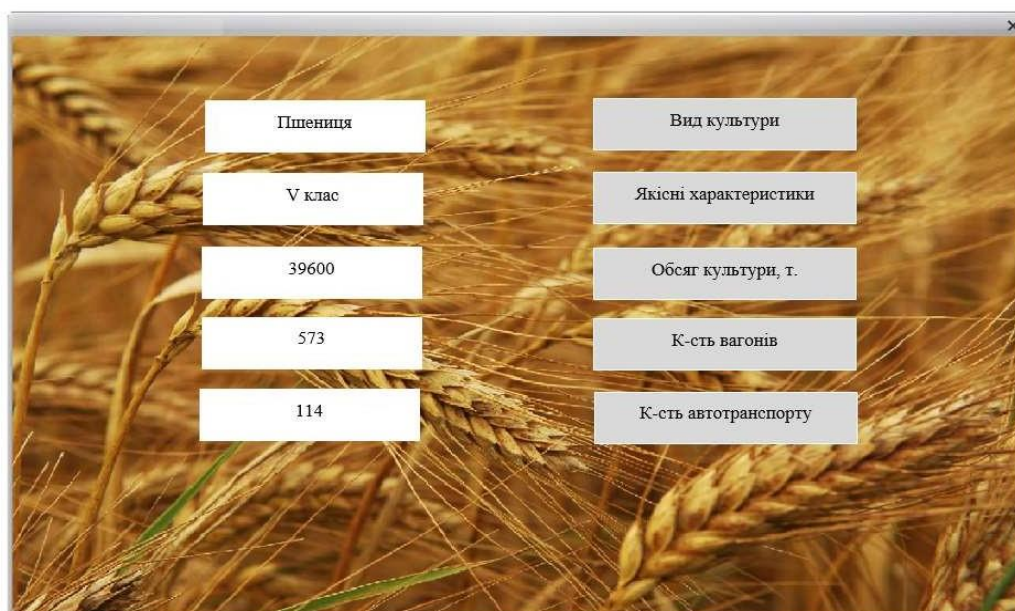 Пшениця
Вид культури
V клас
Якісні характеристики
39600
Обсяг культури, т.
573
К-сть вагонів
114
К-сть автотранспорту